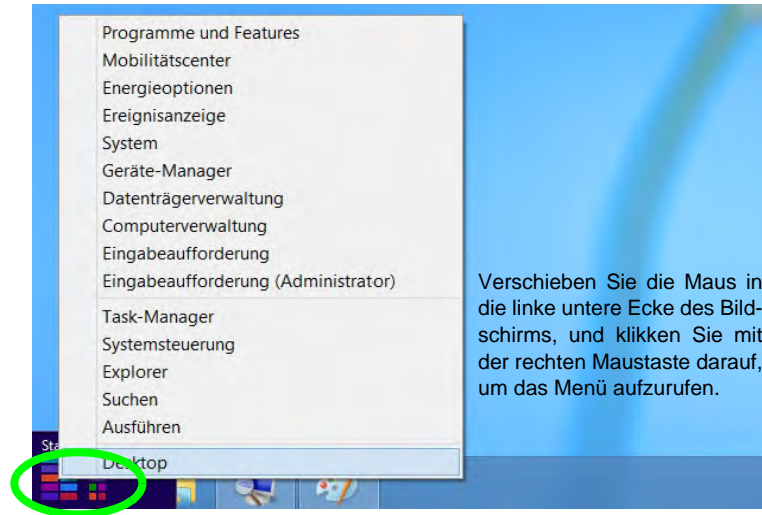 Programme und Features
Mobilitätscenter
Energieoptionen
Ereignisanzeige
System
Geräte-Manager
Datenträgerverwaltung
Computerverwaltung
Eingabeaufforderung
Eingabeaufforderung (Administrator)
Task-Manager
Systemsteuerung
Explorer
Suchen
Ausführen
Desktop
Sta
Verschieben Sie die Maus in
die linke untere Ecke des Bild-
schirms, und klikken Sie mit
der rechten Maustaste darauf,
um das Menü aufzurufen.